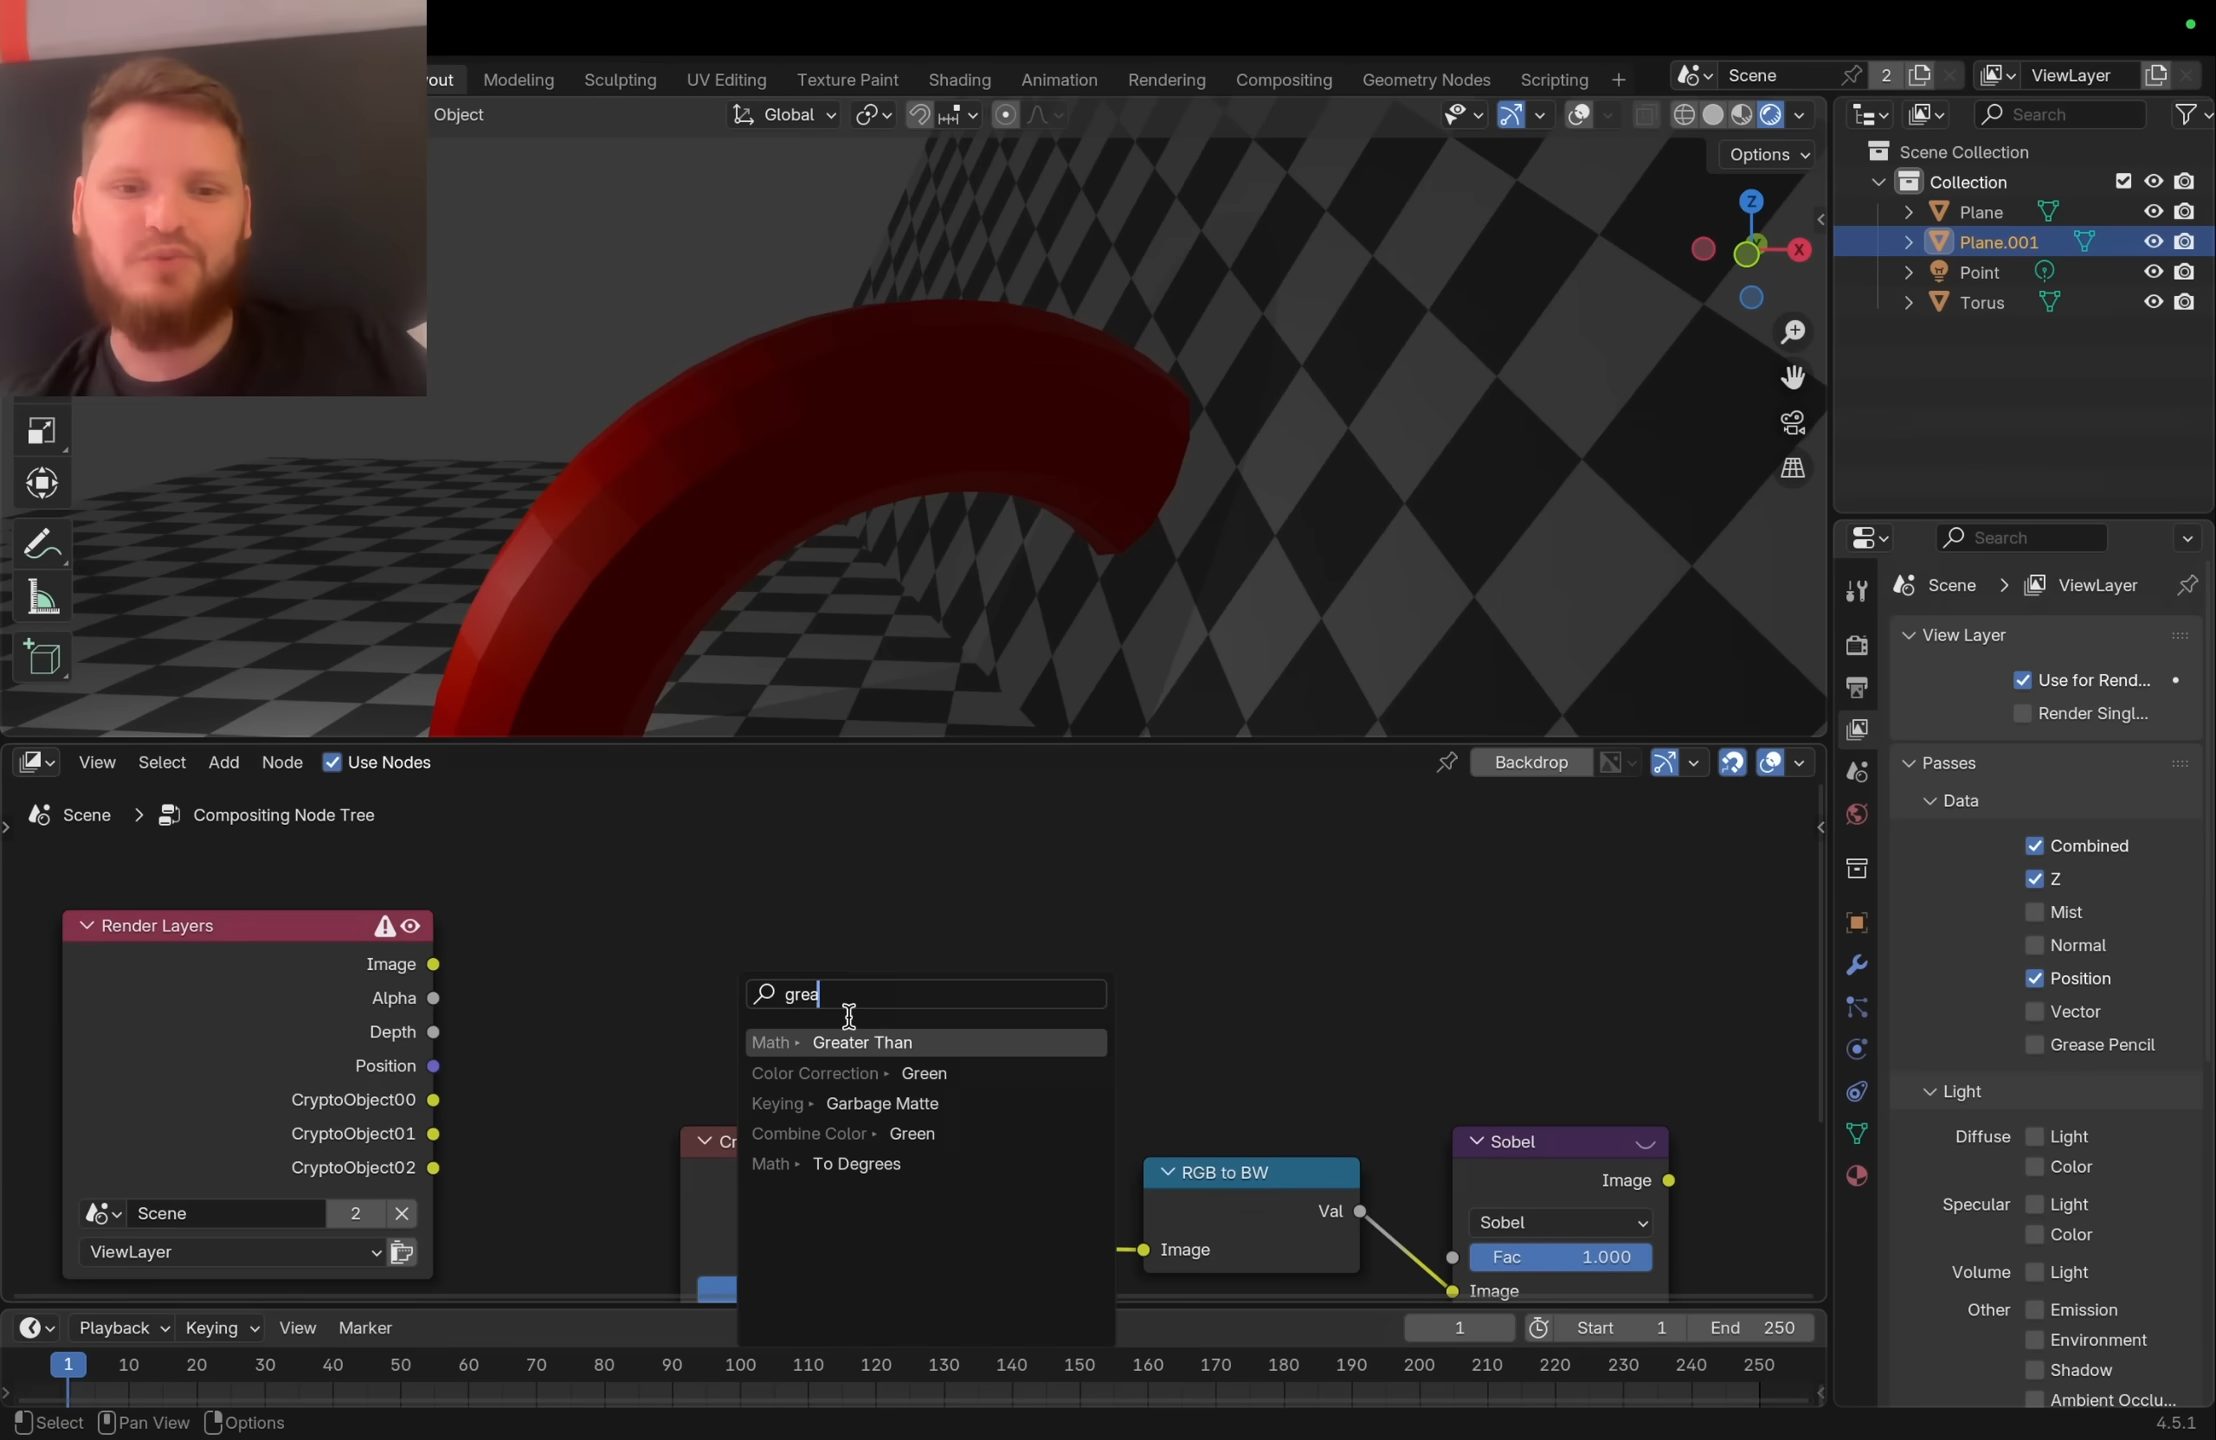 out Modeling Sculpting UV Editing Texture Paint Shading Animation Rendering Compositing Geometry Nodes Scripting +
Scene 2 ViewLayer
Object Global
Search
Options
Z
X
Scene Collection
Collection
Plane
Plane.001
Point
Torus
Search
Scene > ViewLayer
View Layer
Use for Rend...
Render Singl...
Passes
Data
Combined
Z
Mist
Normal
Position
Vector
Grease Pencil
Light
Diffuse Light
Color
Specular Light
Color
Volume Light
Other Emission
Environment
Shadow
Ambient Occlu...
View Select Add Node Use Nodes Backdrop
Scene > Compositing Node Tree
Render Layers
Image
Alpha
Depth
Position
CryptoObject00
CryptoObject01
CryptoObject02
Scene 2
ViewLayer
grea
Math Greater Than
Color Correction Green
Keying Garbage Matte
Combine Color Green
Math To Degrees
Cr
RGB to BW
Val
Image
Sobel
Image
Sobel
Fac 1.000
Image
Playback Keying View Marker 1 Start 1 End 250
1 10 20 30 40 50 60 70 80 90 100 110 120 130 140 150 160 170 180 190 200 210 220 230 240 250
Select Pan View Options 4.5.1